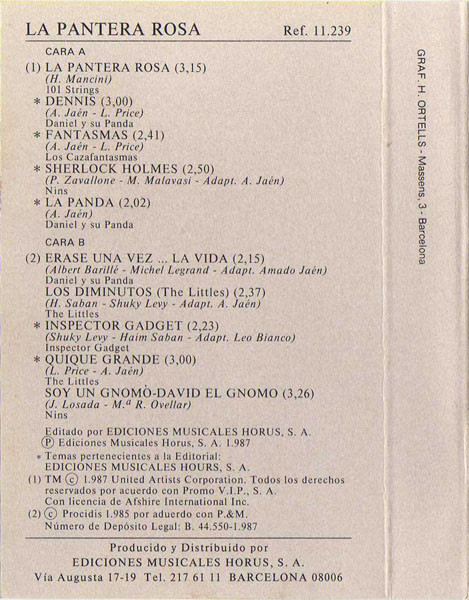 LA PANTERA ROSA Ref. 11.239
CARA A
(1) LA PANTERA ROSA (3,15)
(H. Mancini)
101 Strings
* DENNIS (3,00)
(A. Jaén - L. Price)
Daniel y su Panda
* FANTASMAS (2,41)
(A. Jaén - L. Price)
Los Cazafantasmas
* SHERLOCK HOLMES (2,50)
(P. Zavallone - M. Malavasi - Adapt. A. Jaén)
Nins
* LA PANDA (2,02)
(A. Jaén)
Daniel y su Panda
CARA B
(2) ERASE UNA VEZ ... LA VIDA (2,15)
(Albert Barillé - Michel Legrand - Adapt. Amado Jaén)
Daniel y su Panda
LOS DIMINUTOS (The Littles) (2,37)
(H. Saban - Shuky Levy - Adapt. A. Jaén)
The Littles
* INSPECTOR GADGET (2,23)
(Shuky Levy - Haim Saban - Adapt. Leo Bianco)
Inspector Gadget
* QUIQUE GRANDE (3,00)
(L. Price - A. Jaén)
The Littles
SOY UN GNOMÒ-DAVID EL GNOMO (3,26)
(J. Losada - M.ª R. Ovellar)
Nins
Editado por EDICIONES MUSICALES HORUS, S. A.
Ⓟ Ediciones Musicales Horus, S. A. 1.987
* Temas pertenecientes a la Editorial:
EDICIONES MUSICALES HOURS, S. A.
(1) TM © 1.987 United Artists Corporation. Todos los derechos
reservados por acuerdo con Promo V.I.P., S. A.
Con licencia de Afshire International Inc.
(2) © Procidis 1.985 por aduerdo con P.&M.
Número de Depósito Legal: B. 44.550-1.987
Producido y Distribuido por
EDICIONES MUSICALES HORUS, S. A.
Vía Augusta 17-19 Tel. 217 61 11 BARCELONA 08006
GRAF. H. ORTELLS - Massens, 3 - Barcelona